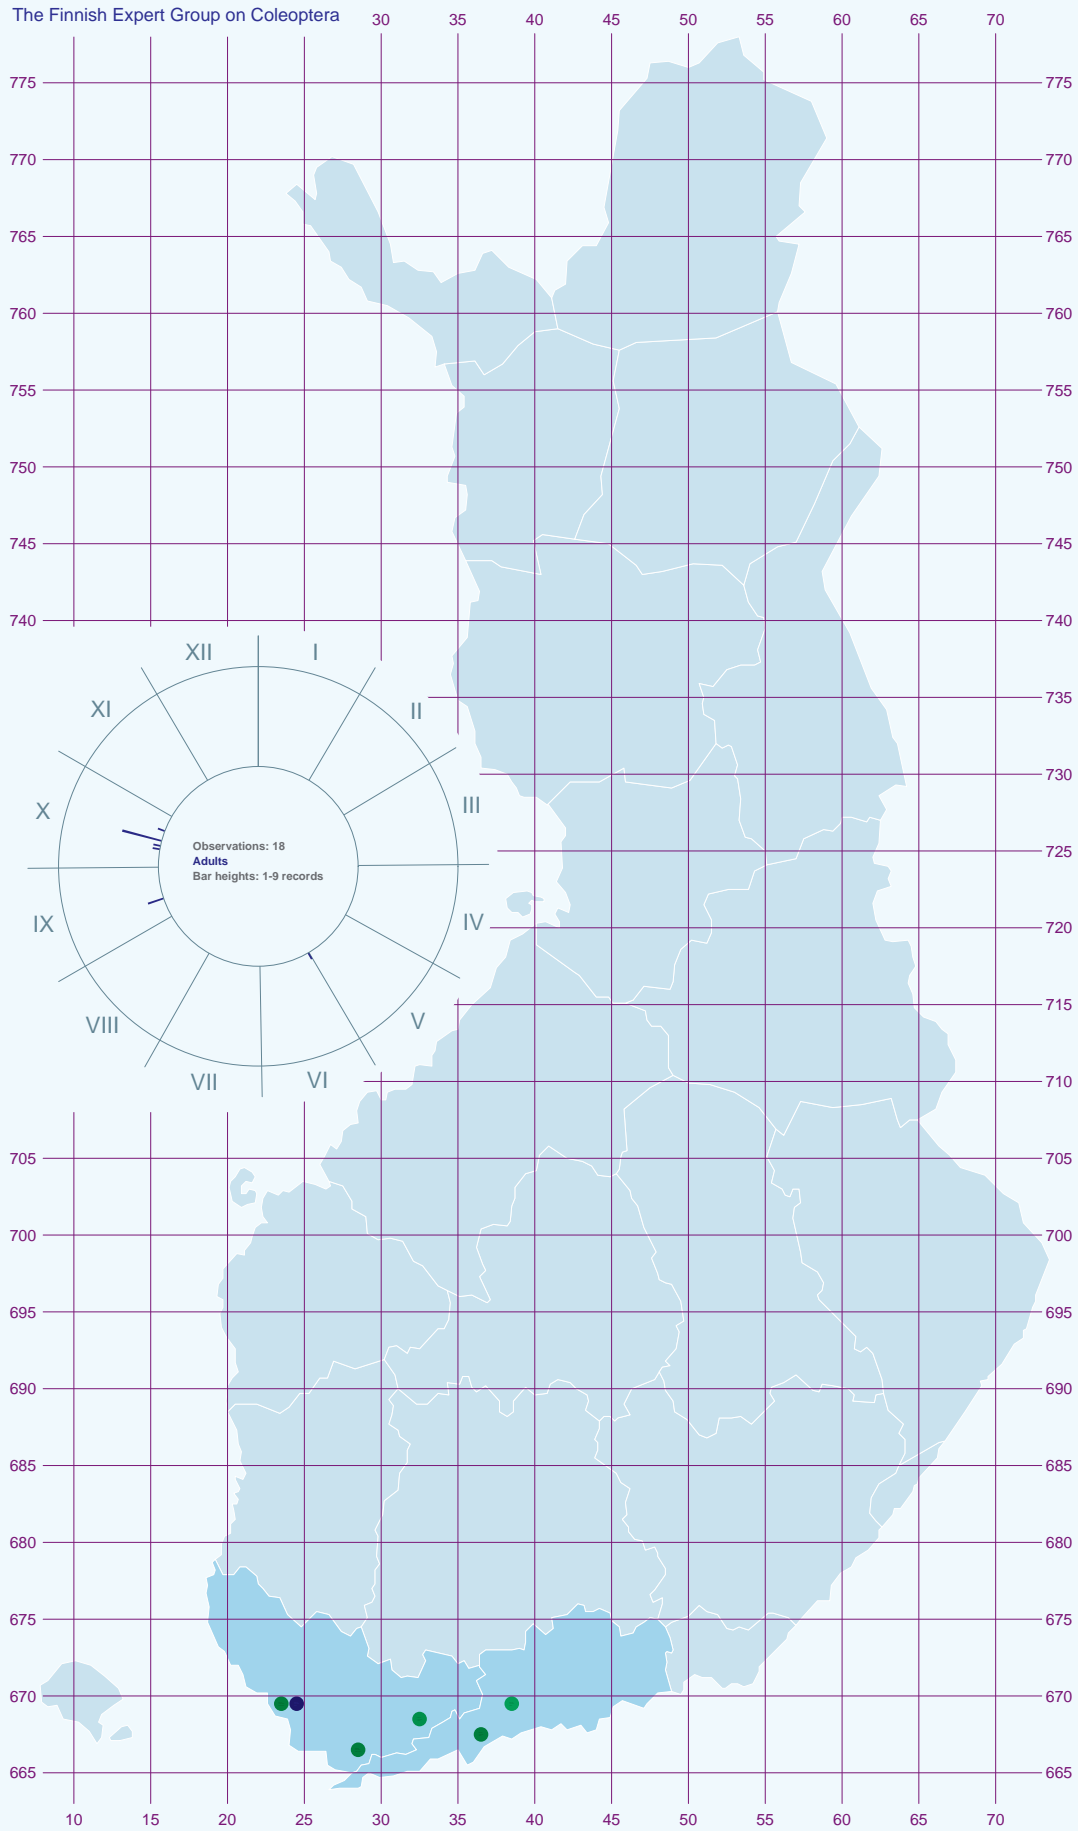 The Finnish Expert Group on Coleoptera
30 35 40 45 50 55 60 65 70
775 775
770 770
765 765
760 760
755 755
750 750
745 745
740 740
735
730
725
720
715
710
705 705
700 700
695 695
690 690
685 685
680 680
675 675
670 670
665 665
XII I
XI II
X III
IX IV
VIII V
VII VI
Observations: 18
Adults
Bar heights: 1-9 records
10 15 20 25 30 35 40 45 50 55 60 65 70